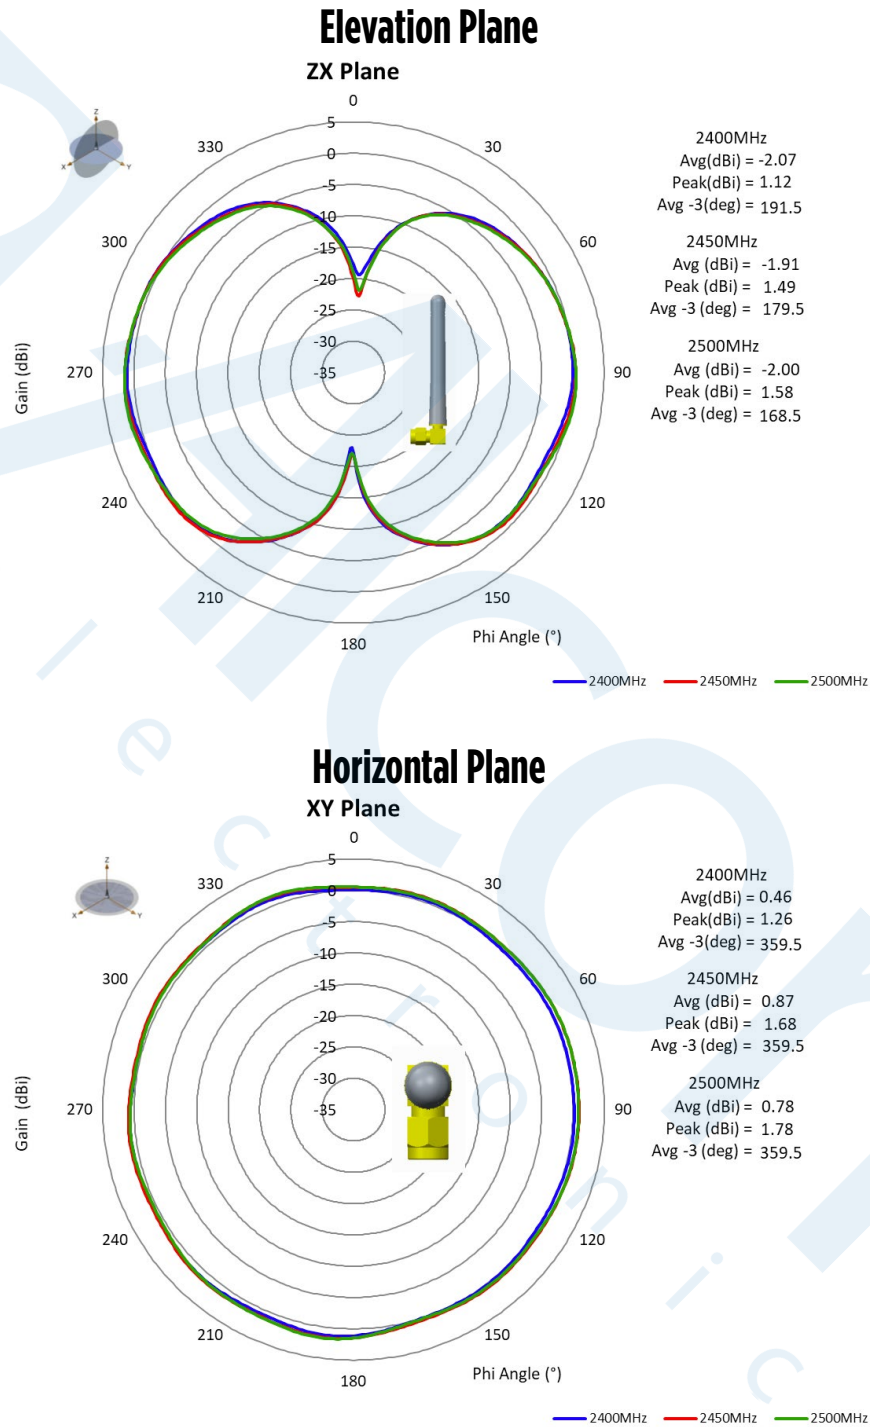 Elevation Plane
ZX Plane
0
330
30
300
60
270
90
240
120
210
150
180
5
0
-5
-10
-15
-20
-25
-30
-35
Gain (dBi)
Phi Angle (°)
Z
X
Y
2400MHz
Avg(dBi) = -2.07
Peak(dBi) = 1.12
Avg -3(deg) = 191.5
2450MHz
Avg (dBi) = -1.91
Peak (dBi) = 1.49
Avg -3 (deg) = 179.5
2500MHz
Avg (dBi) = -2.00
Peak (dBi) = 1.58
Avg -3 (deg) = 168.5
2400MHz 2450MHz 2500MHz
Horizontal Plane
XY Plane
0
330
30
300
60
270
90
240
120
210
150
180
5
0
-5
-10
-15
-20
-25
-30
-35
Gain (dBi)
Phi Angle (°)
Z
X
Y
2400MHz
Avg(dBi) = 0.46
Peak(dBi) = 1.26
Avg -3(deg) = 359.5
2450MHz
Avg (dBi) = 0.87
Peak (dBi) = 1.68
Avg -3 (deg) = 359.5
2500MHz
Avg (dBi) = 0.78
Peak (dBi) = 1.78
Avg -3 (deg) = 359.5
2400MHz 2450MHz 2500MHz